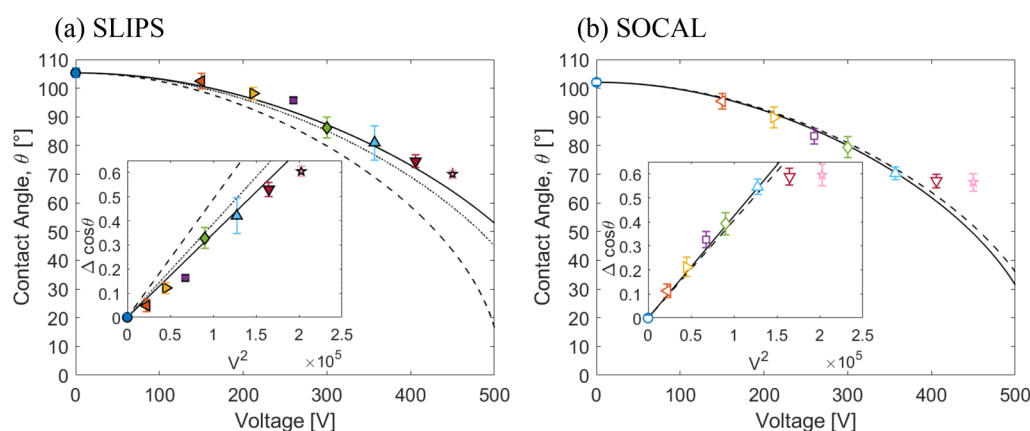 (a) SLIPS
110
100
90
80
70
60
50
40
30
20
10
0
Contact Angle, θ [°]
0 100 200 300 400 500
Voltage [V]
0.6
0.5
0.4
0.3
0.2
0.1
0
Δ cosθ
0 0.5 1 1.5 2 2.5
V² ×10⁵
(b) SOCAL
110
100
90
80
70
60
50
40
30
20
10
0
Contact Angle, θ [°]
0 100 200 300 400 500
Voltage [V]
0.6
0.5
0.4
0.3
0.2
0.1
0
Δ cosθ
0 0.5 1 1.5 2 2.5
V² ×10⁵